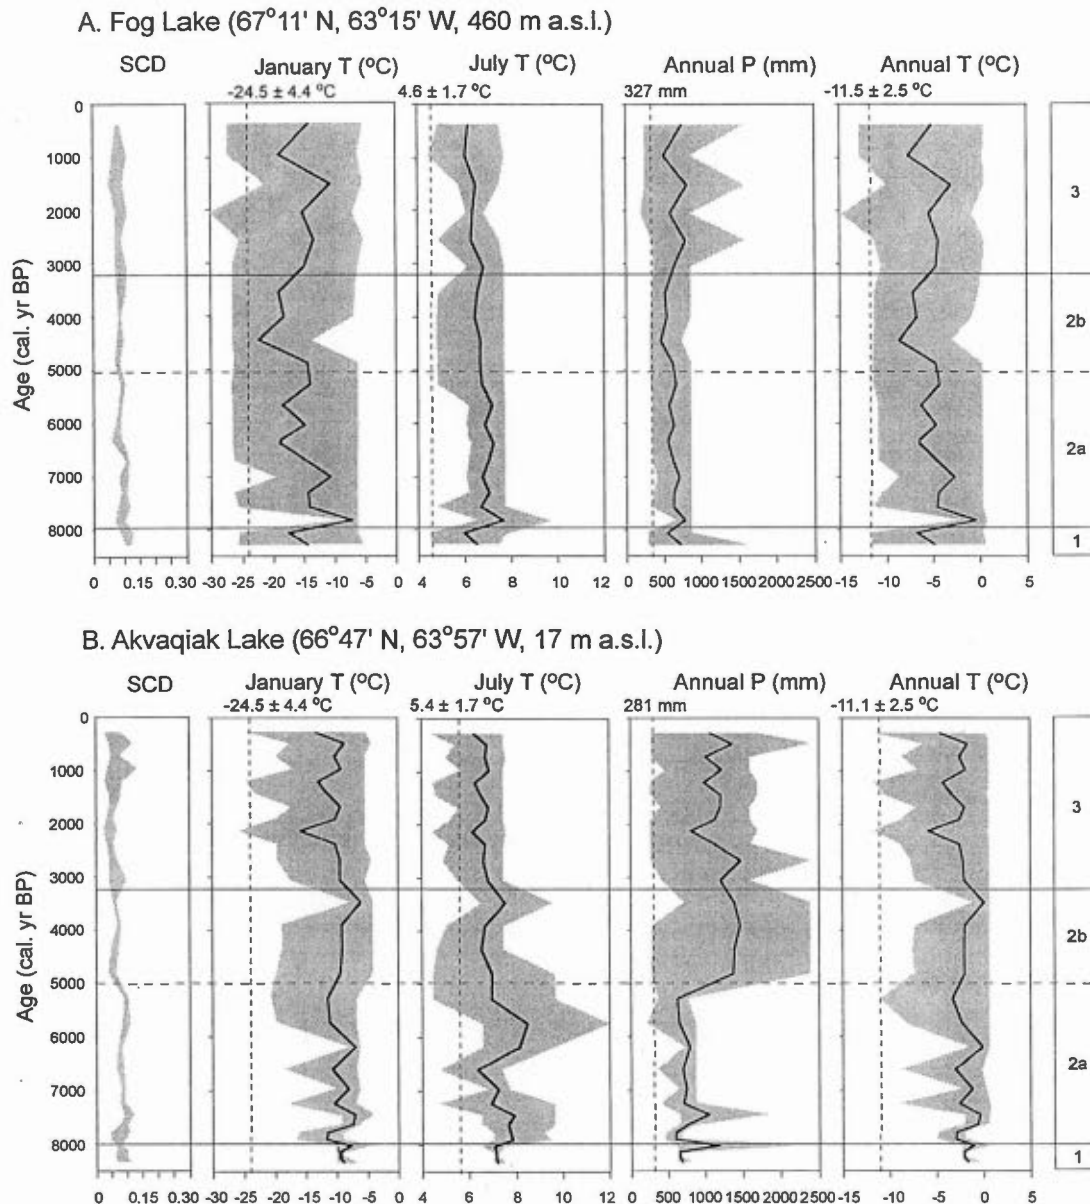 A. Fog Lake (67°11' N, 63°15' W, 460 m a.s.l.)
SCD January T (°C) July T (°C) Annual P (mm) Annual T (°C)
-24.5 ± 4.4 °C 4.6 ± 1.7 °C 327 mm -11.5 ± 2.5 °C
Age (cal. yr BP)
0
1000
2000
3000
4000
5000
6000
7000
8000
3
2b
2a
1
0 0.15 0.30 -30 -25 -20 -15 -10 -5 0 4 6 8 10 12 0 500 1000 1500 2000 2500 -15 -10 -5 0 5
B. Akvaqiak Lake (66°47' N, 63°57' W, 17 m a.s.l.)
SCD January T (°C) July T (°C) Annual P (mm) Annual T (°C)
-24.5 ± 4.4 °C 5.4 ± 1.7 °C 281 mm -11.1 ± 2.5 °C
Age (cal. yr BP)
0
1000
2000
3000
4000
5000
6000
7000
8000
3
2b
2a
1
0 0.15 0.30 -30 -25 -20 -15 -10 -5 0 4 6 8 10 12 0 500 1000 1500 2000 2500 -15 -10 -5 0 5